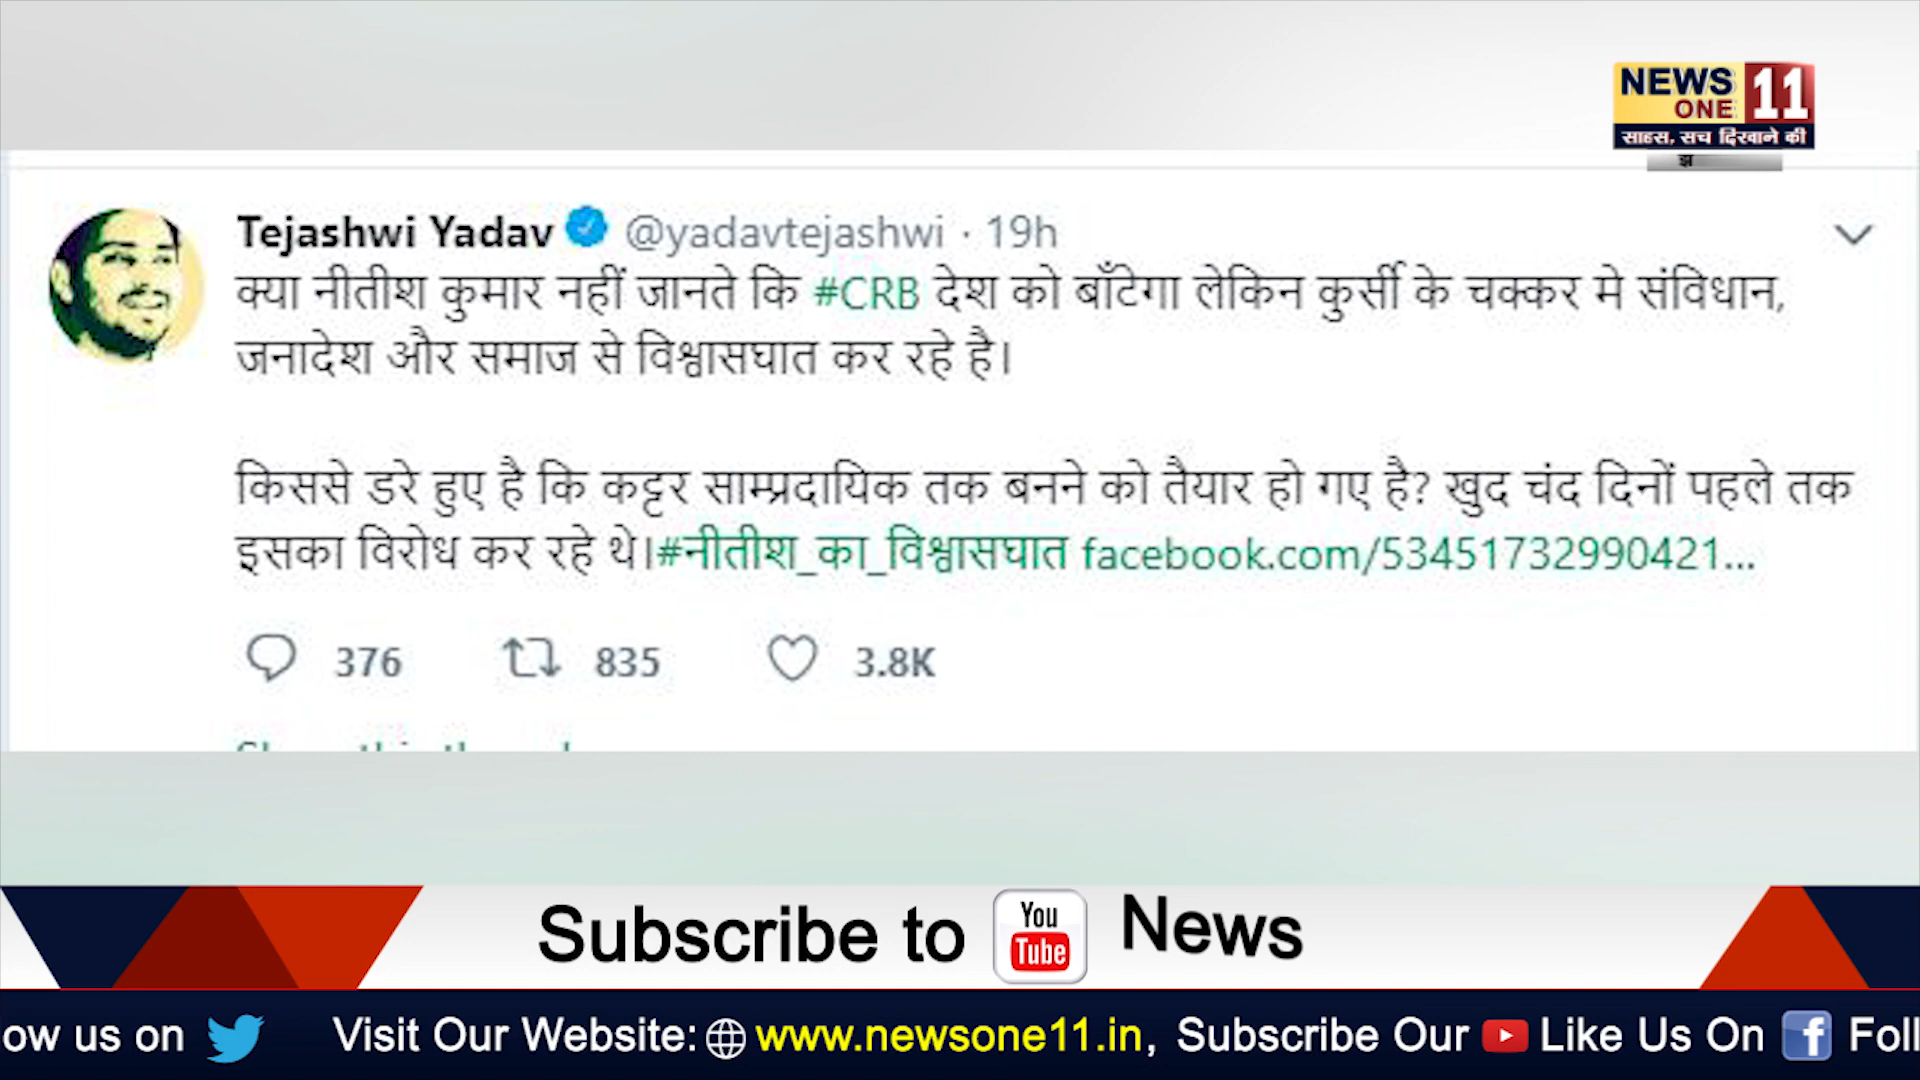 NEWS
ONE 11
साहस, सच दिखाने की
झ
Tejashwi Yadav @yadavtejashwi · 19h
क्या नीतीश कुमार नहीं जानते कि #CRB देश को बाँटेगा लेकिन कुर्सी के चक्कर मे संविधान,
जनादेश और समाज से विश्वासघात कर रहे है।
किससे डरे हुए है कि कट्टर साम्प्रदायिक तक बनने को तैयार हो गए है? खुद चंद दिनों पहले तक
इसका विरोध कर रहे थे।#नीतीश_का_विश्वासघात facebook.com/53451732990421...
376 835 3.8K
Subscribe to You Tube News
ow us on Visit Our Website: www.newsone11.in, Subscribe Our Like Us On f Foll